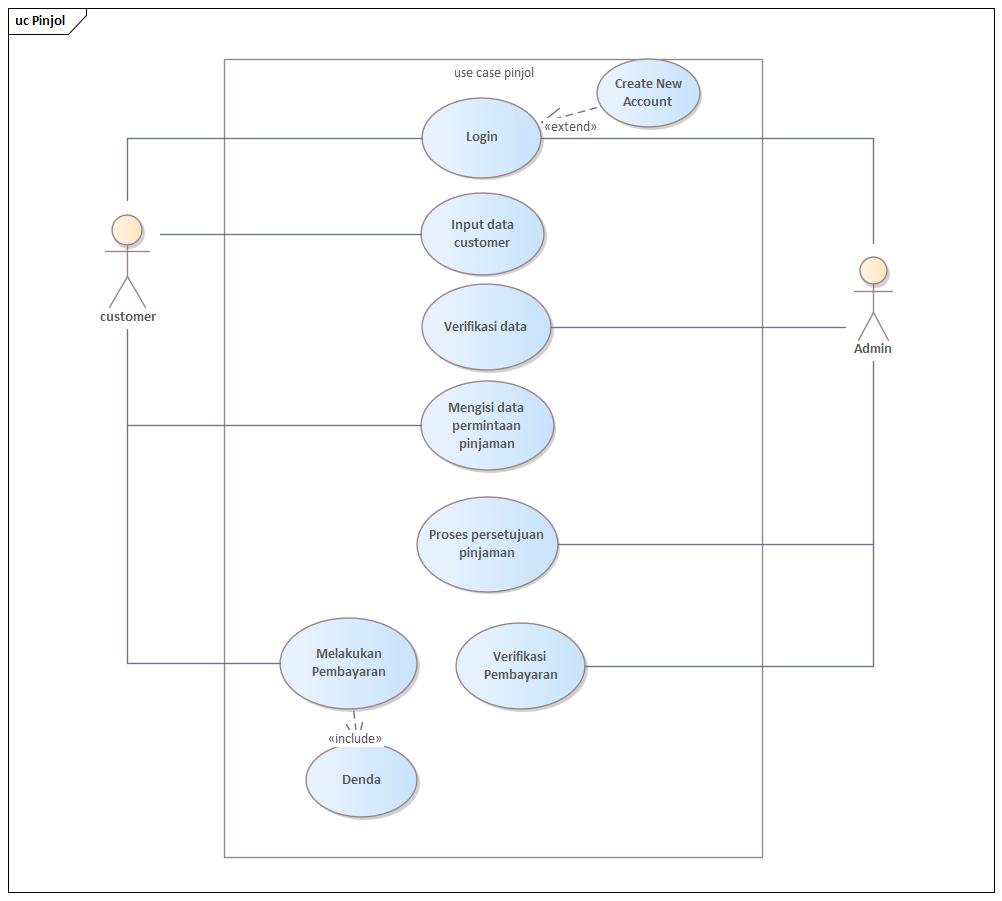 uc Pinjol
use case pinjol
Create New
Account
«extend»
Login
Input data
customer
customer
Verifikasi data
Admin
Mengisi data
permintaan
pinjaman
Proses persetujuan
pinjaman
Melakukan
Pembayaran
Verifikasi
Pembayaran
«include»
Denda